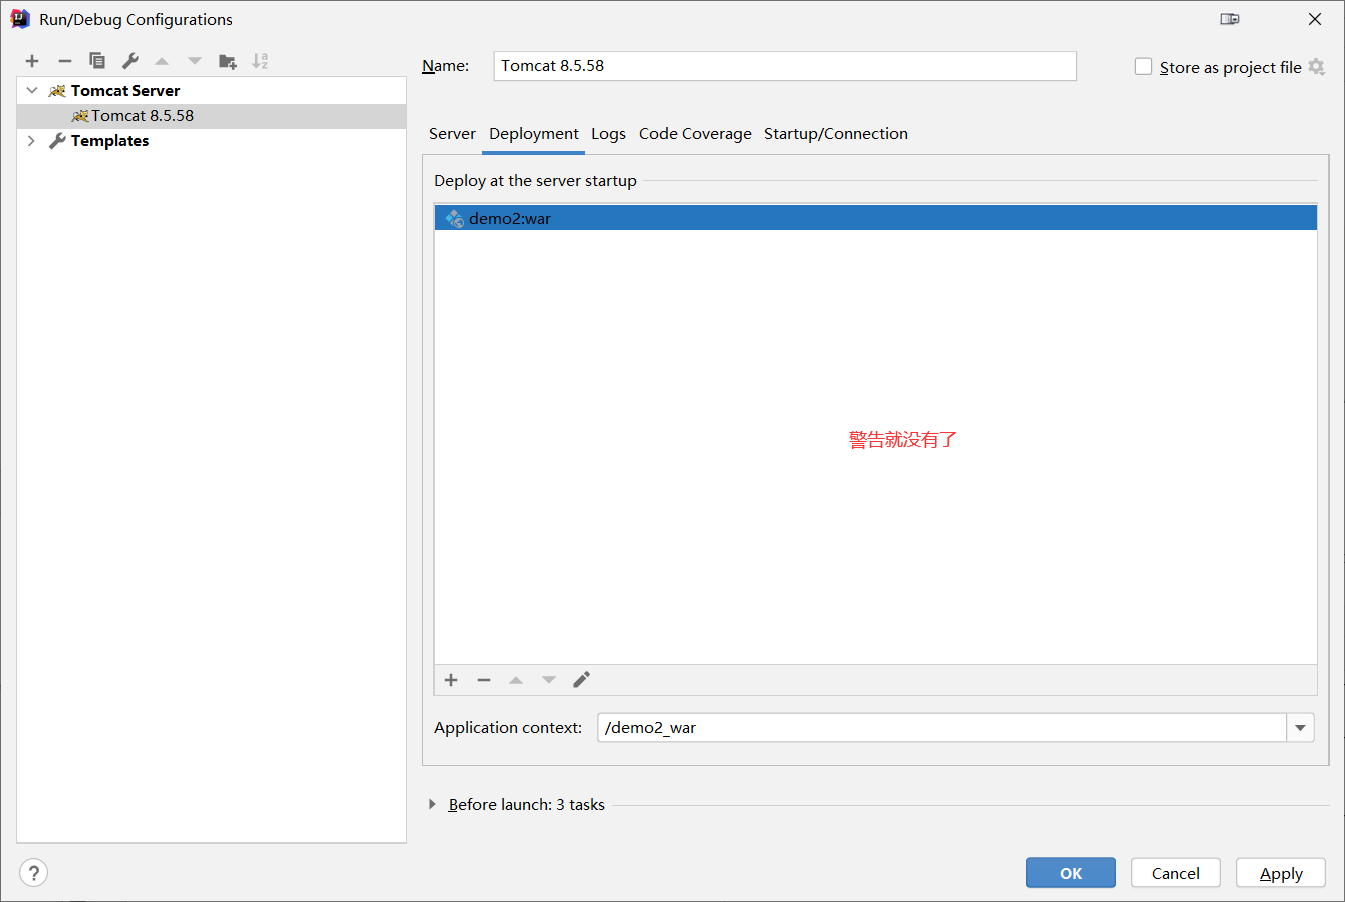 Run/Debug Configurations
Name:
Tomcat 8.5.58
Store as project file
Tomcat Server
Tomcat 8.5.58
Templates
Server
Deployment
Logs
Code Coverage
Startup/Connection
Deploy at the server startup
demo2:war
警告就没有了
Application context:
/demo2_war
Before launch: 3 tasks
?
OK
Cancel
Apply